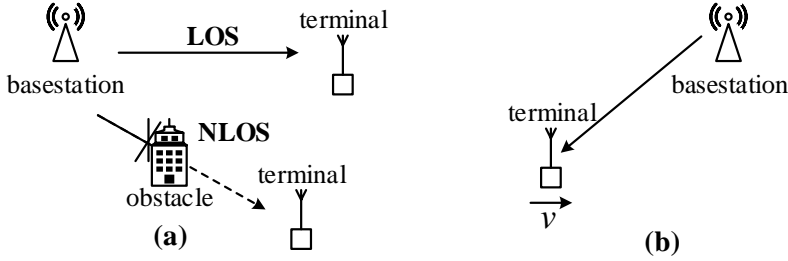 terminal
LOS
basestation
NLOS
terminal
obstacle
(a)
basestation
terminal
v
(b)